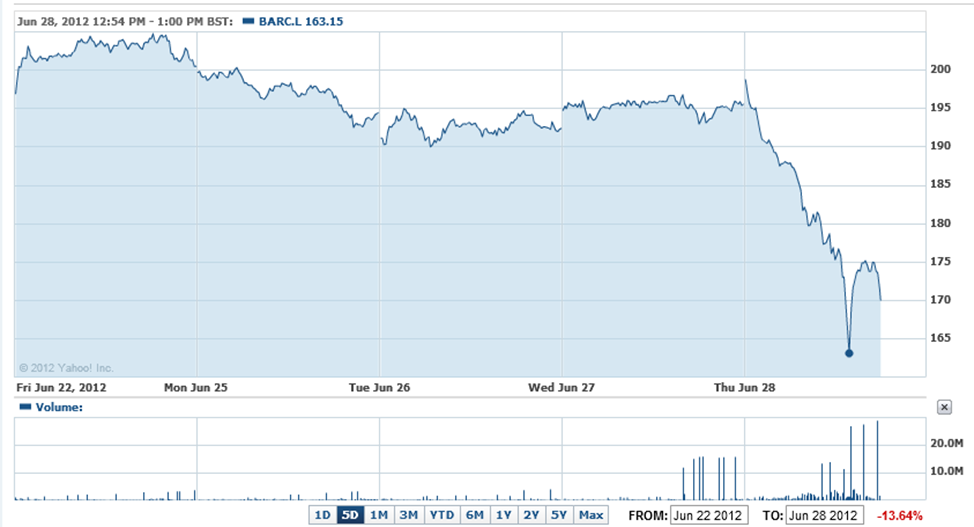 Jun 28, 2012 12:54 PM - 1:00 PM BST: BARC.L 163.15
200
195
190
185
180
175
170
165
© 2012 Yahoo! Inc.
Fri Jun 22, 2012 Mon Jun 25 Tue Jun 26 Wed Jun 27 Thu Jun 28
Volume:
20.0M
10.0M
1D 5D 1M 3M YTD 6M 1Y 2Y 5Y Max FROM: Jun 22 2012 TO: Jun 28 2012 -13.64%